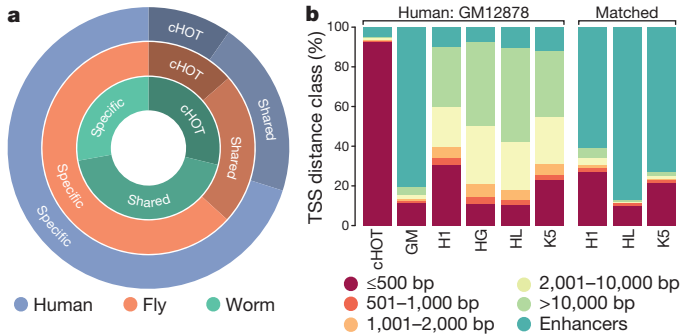 a
cHOT
cHOT
cHOT
Shared
Shared
Shared
Specific
Specific
Specific
Human
Fly
Worm
b
Human: GM12878
Matched
TSS distance class (%)
100
80
60
40
20
0
cHOT
GM
H1
HG
HL
K5
H1
HL
K5
≤500 bp
501–1,000 bp
1,001–2,000 bp
2,001–10,000 bp
>10,000 bp
Enhancers